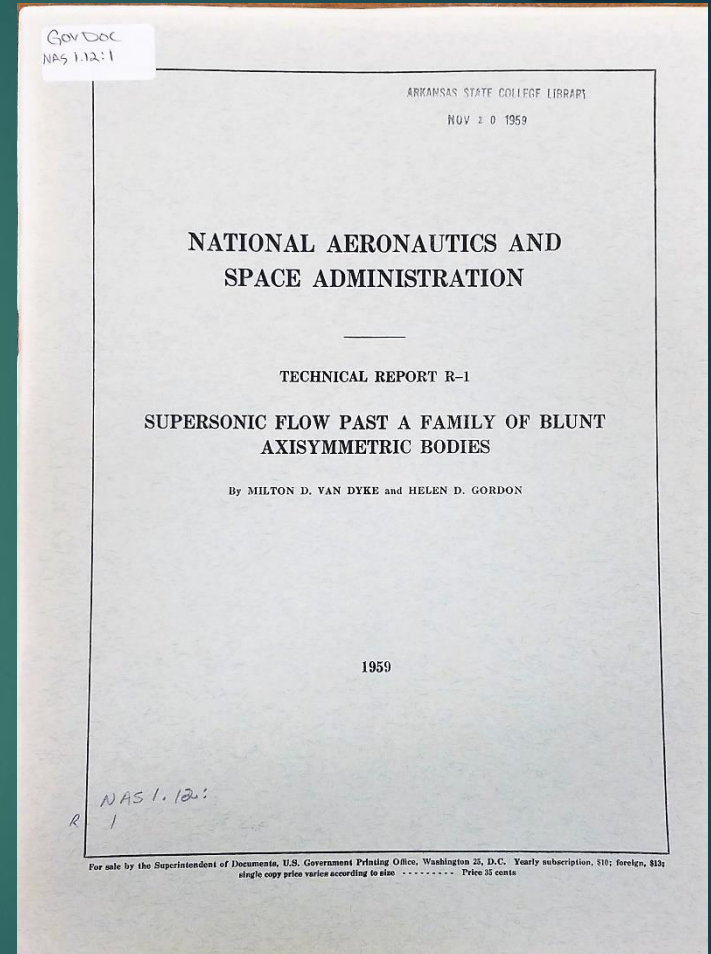 GOV DOC
NAS 1.12:1
ARKANSAS STATE COLLEGE LIBRARY
NOV 20 1959
NATIONAL AERONAUTICS AND
SPACE ADMINISTRATION
TECHNICAL REPORT R–1
SUPERSONIC FLOW PAST A FAMILY OF BLUNT
AXISYMMETRIC BODIES
By MILTON D. VAN DYKE and HELEN D. GORDON
1959
NAS 1.12:
R 1
For sale by the Superintendent of Documents, U.S. Government Printing Office, Washington 25, D.C. Yearly subscription, $10; foreign, $13;
single copy price varies according to size - - - - - - - - - Price 35 cents